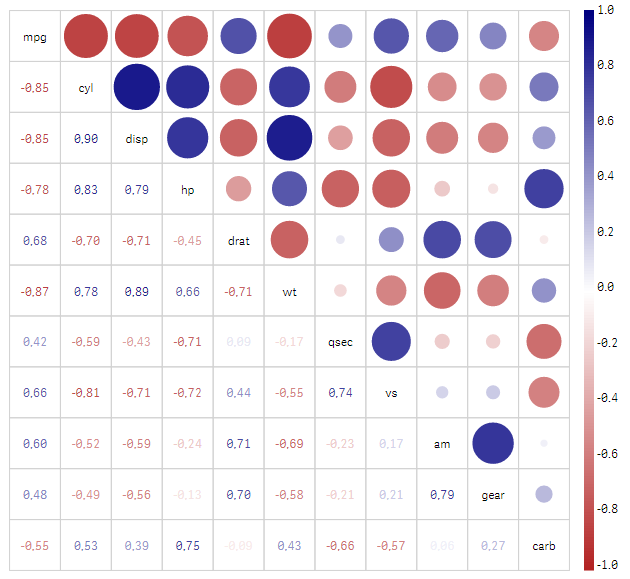 mpg
-0,85 cyl
-0,85 0,90 disp
-0,78 0,83 0,79 hp
0,68 -0,70 -0,71 -0,45 drat
-0,87 0,78 0,89 0,66 -0,71 wt
0,42 -0,59 -0,43 -0,71 0,09 -0,17 qsec
0,66 -0,81 -0,71 -0,72 0,44 -0,55 0,74 vs
0,60 -0,52 -0,59 -0,24 0,71 -0,69 -0,23 0,17 am
0,48 -0,49 -0,56 -0,13 0,70 -0,58 -0,21 0,21 0,79 gear
-0,55 0,53 0,39 0,75 -0,09 0,43 -0,66 -0,57 0,06 0,27 carb
1.0
0.8
0.6
0.4
0.2
0.0
-0.2
-0.4
-0.6
-0.8
-1.0